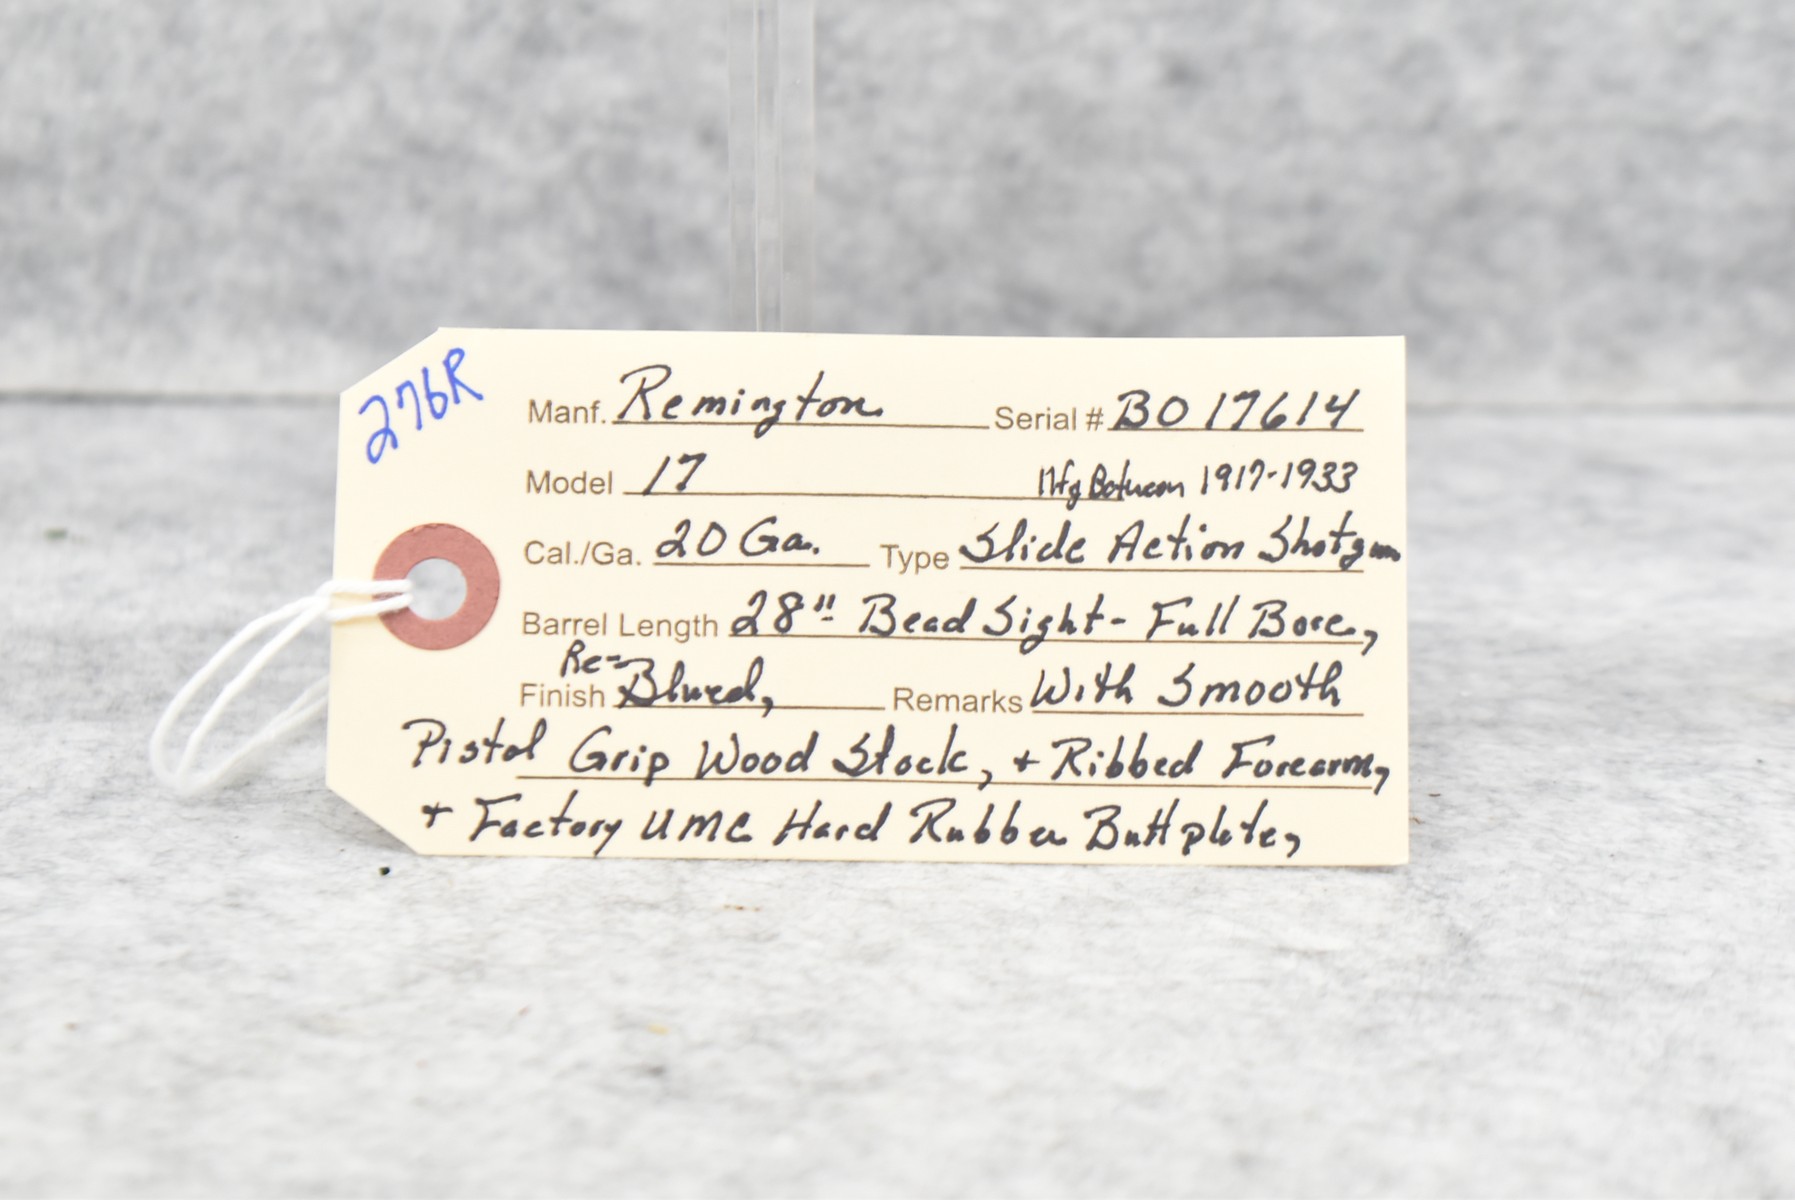 276R
Manf. Remington Serial # BO 17614
Model 17 Mfg Between 1917-1933
Cal./Ga. 20 Ga. Type Slide Action Shotgun
Barrel Length 28" Bead Sight - Full Bore,
Finish Re-Blued, Remarks With Smooth
Pistol Grip Wood Stock, + Ribbed Forearm,
+ Factory UMC Hard Rubber Buttplate,